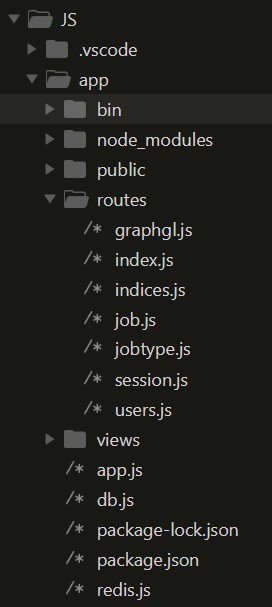 JS
.vscode
app
bin
node_modules
public
routes
/* graphgl.js
/* index.js
/* indices.js
/* job.js
/* jobtype.js
/* session.js
/* users.js
views
/* app.js
/* db.js
/* package-lock.json
/* package.json
/* redis.js